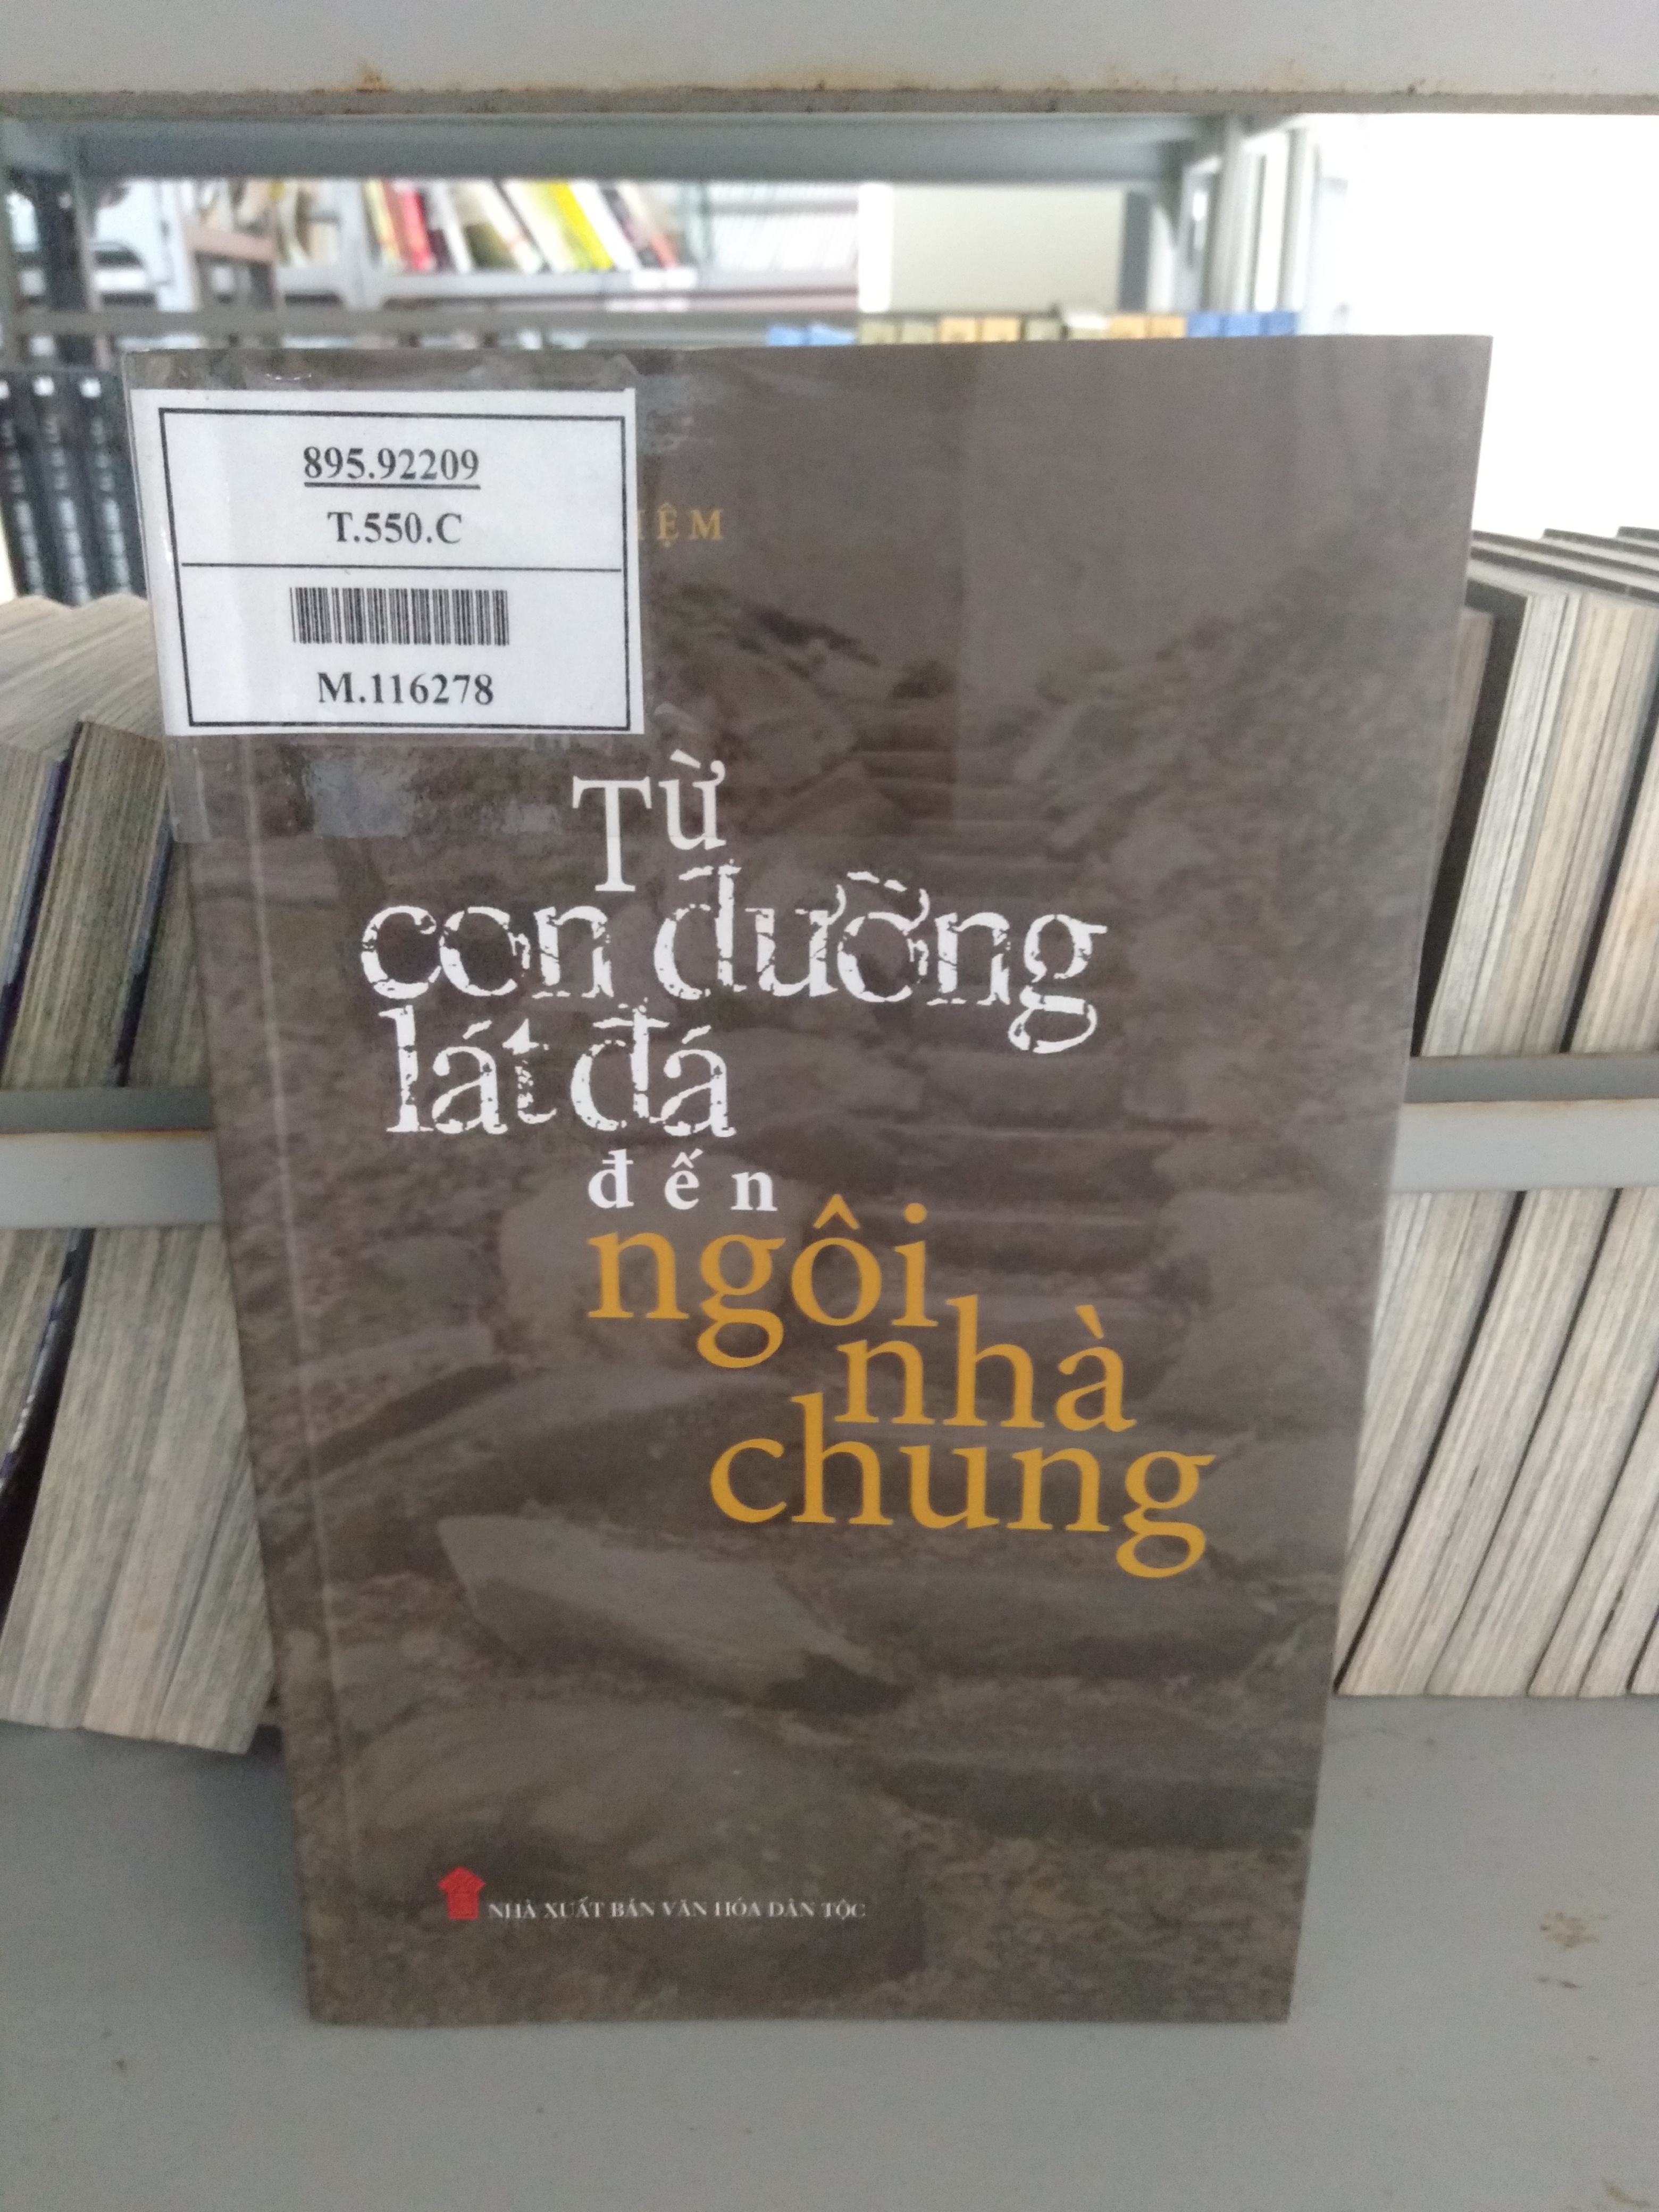 895.92209
T.550.C
M.116278
Từ
con đường
lát đá
đến
ngôi
nhà
chung
NHÀ XUẤT BẢN VĂN HÓA DÂN TỘC